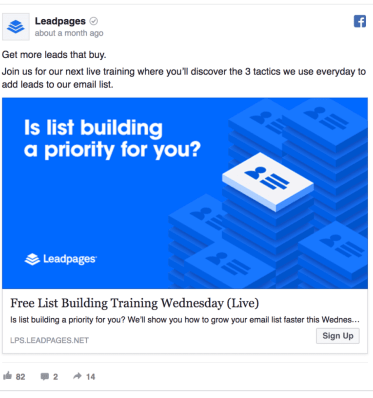 Leadpages
about a month ago
Get more leads that buy.
Join us for our next live training where you'll discover the 3 tactics we use everyday to
add leads to our email list.
Is list building
a priority for you?
Leadpages
Free List Building Training Wednesday (Live)
Is list building a priority for you? We'll show you how to grow your email list faster this Wednes...
LPS.LEADPAGES.NET
Sign Up
82 2 14